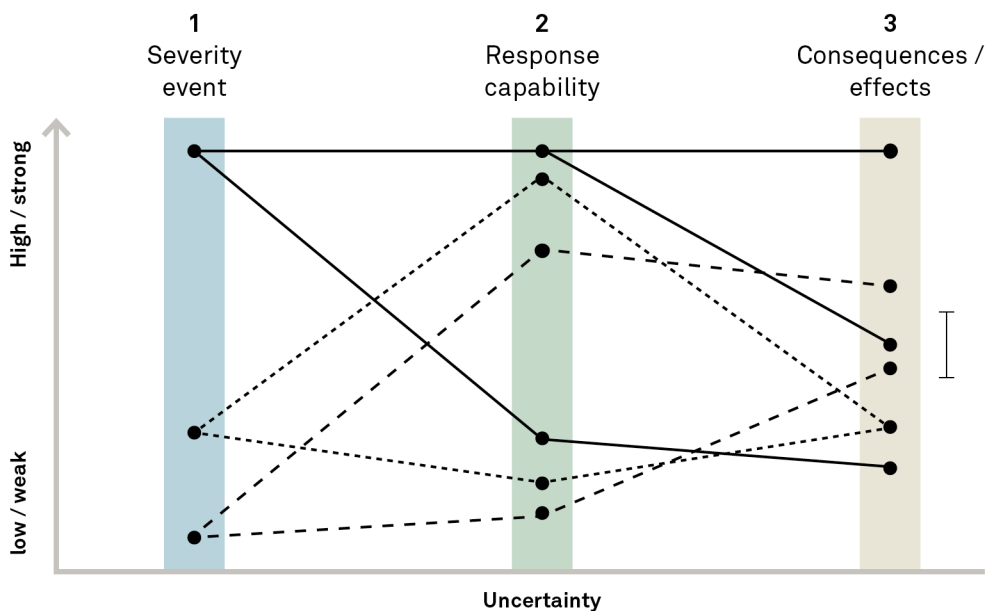 1
Severity
event
2
Response
capability
3
Consequences /
effects
High / strong
low / weak
Uncertainty